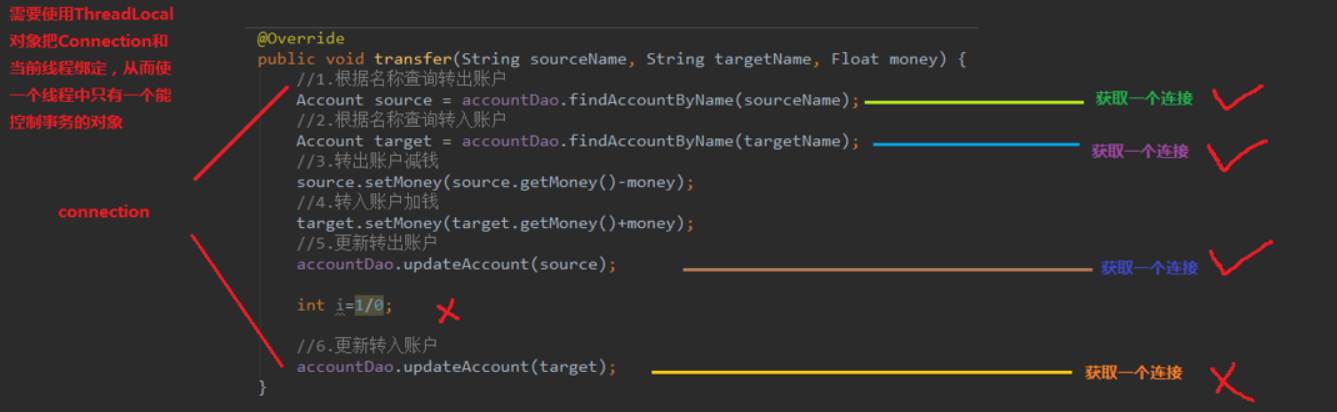 需要使用ThreadLocal
对象把Connection和
当前线程绑定，从而使
一个线程中只有一个能
控制事务的对象
connection
@Override
public void transfer(String sourceName, String targetName, Float money) {
//1.根据名称查询转出账户
Account source = accountDao.findAccountByName(sourceName);
获取一个连接
//2.根据名称查询转入账户
Account target = accountDao.findAccountByName(targetName);
获取一个连接
//3.转出账户减钱
source.setMoney(source.getMoney()-money);
//4.转入账户加钱
target.setMoney(target.getMoney()+money);
//5.更新转出账户
accountDao.updateAccount(source);
获取一个连接
int i=1/0;
//6.更新转入账户
accountDao.updateAccount(target);
获取一个连接
}